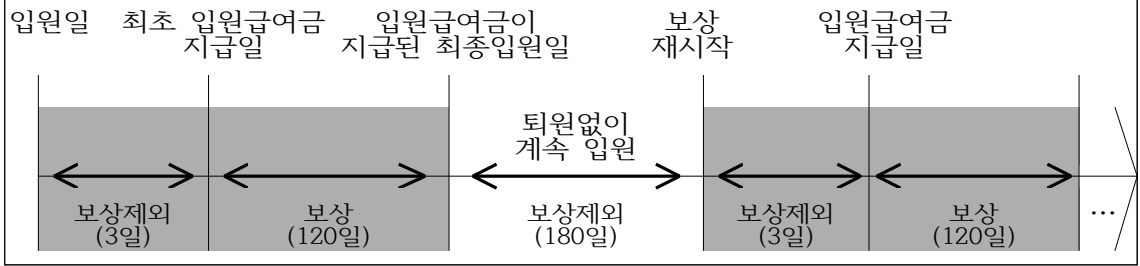 입원일
최초 입원급여금
지급일
입원급여금이
지급된 최종입원일
보상
재시작
입원급여금
지급일
퇴원없이
계속 입원
보상제외
(3일)
보상
(120일)
보상제외
(180일)
보상제외
(3일)
보상
(120일)
...